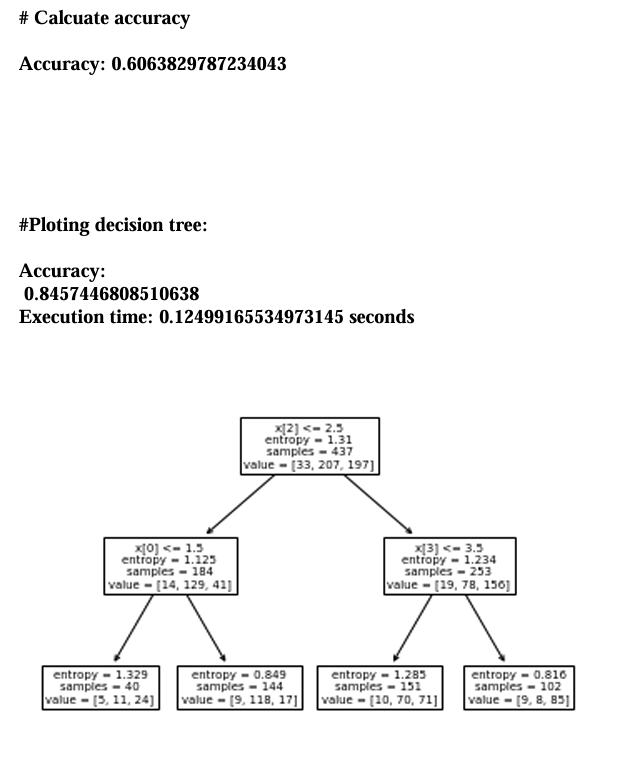 # Calcuate accuracy
Accuracy: 0.6063829787234043
#Ploting decision tree:
Accuracy:
0.8457446808510638
Execution time: 0.12499165534973145 seconds
x[2] <= 2.5
entropy = 1.31
samples = 437
value = [33, 207, 197]
x[0] <= 1.5
entropy = 1.125
samples = 184
value = [14, 129, 41]
x[3] <= 3.5
entropy = 1.234
samples = 253
value = [19, 78, 156]
entropy = 1.329
samples = 40
value = [5, 11, 24]
entropy = 0.849
samples = 144
value = [9, 118, 17]
entropy = 1.285
samples = 151
value = [10, 70, 71]
entropy = 0.816
samples = 102
value = [9, 8, 85]